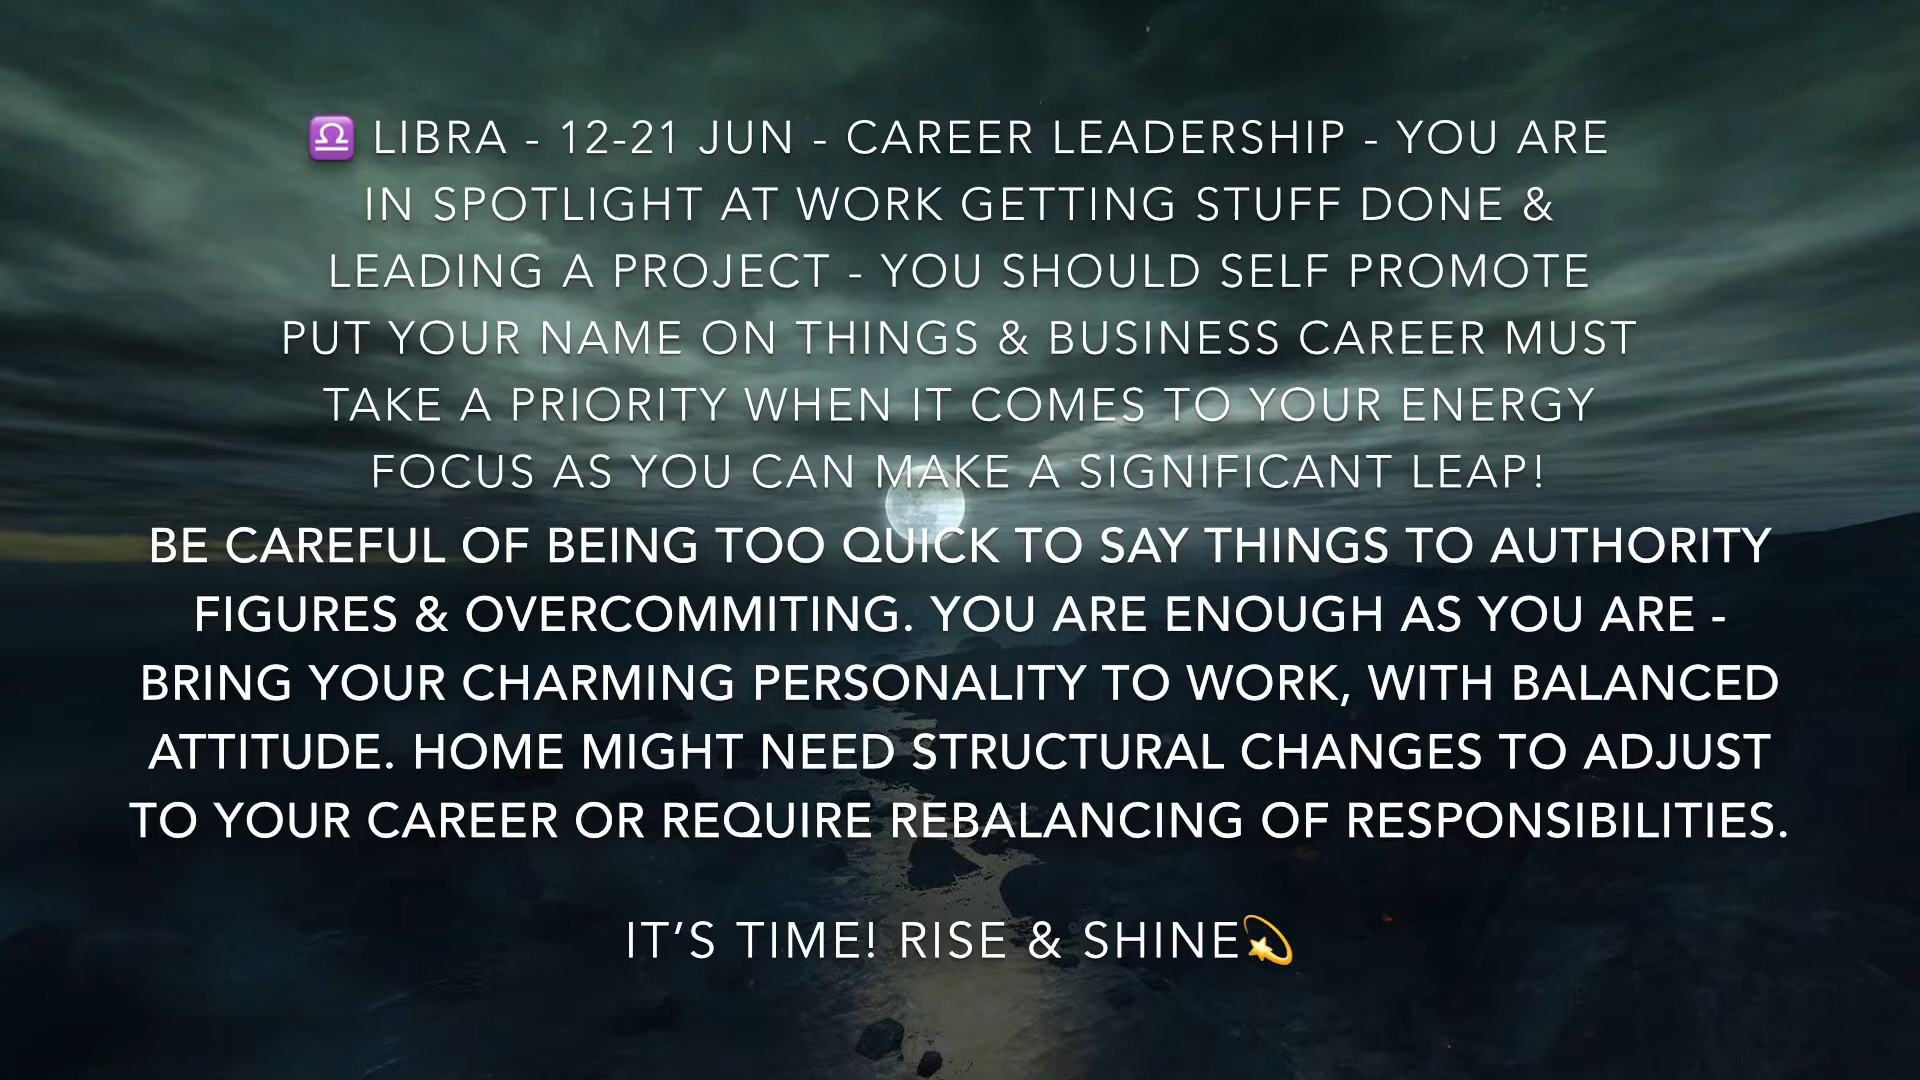 ♎ LIBRA - 12-21 JUN - CAREER LEADERSHIP - YOU ARE
IN SPOTLIGHT AT WORK GETTING STUFF DONE &
LEADING A PROJECT - YOU SHOULD SELF PROMOTE
PUT YOUR NAME ON THINGS & BUSINESS CAREER MUST
TAKE A PRIORITY WHEN IT COMES TO YOUR ENERGY
FOCUS AS YOU CAN MAKE A SIGNIFICANT LEAP!
BE CAREFUL OF BEING TOO QUICK TO SAY THINGS TO AUTHORITY
FIGURES & OVERCOMMITING. YOU ARE ENOUGH AS YOU ARE -
BRING YOUR CHARMING PERSONALITY TO WORK, WITH BALANCED
ATTITUDE. HOME MIGHT NEED STRUCTURAL CHANGES TO ADJUST
TO YOUR CAREER OR REQUIRE REBALANCING OF RESPONSIBILITIES.
IT’S TIME! RISE & SHINE💫